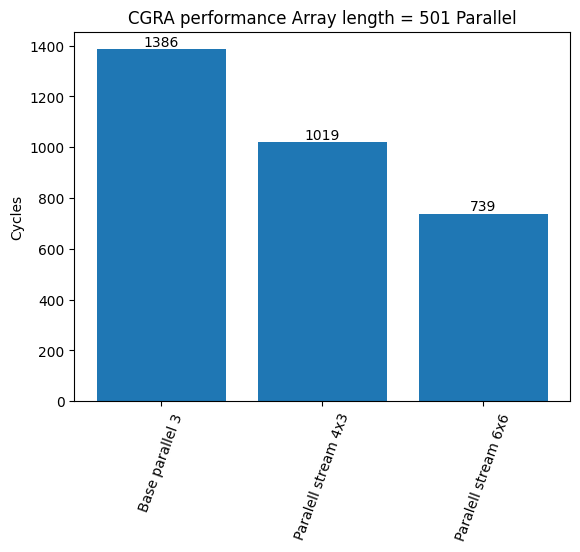 CGRA performance Array length = 501 Parallel
1400
1200
1000
800
600
400
200
0
Cycles
1386
1019
739
Base parallel 3
Paralell stream 4x3
Paralell stream 6x6